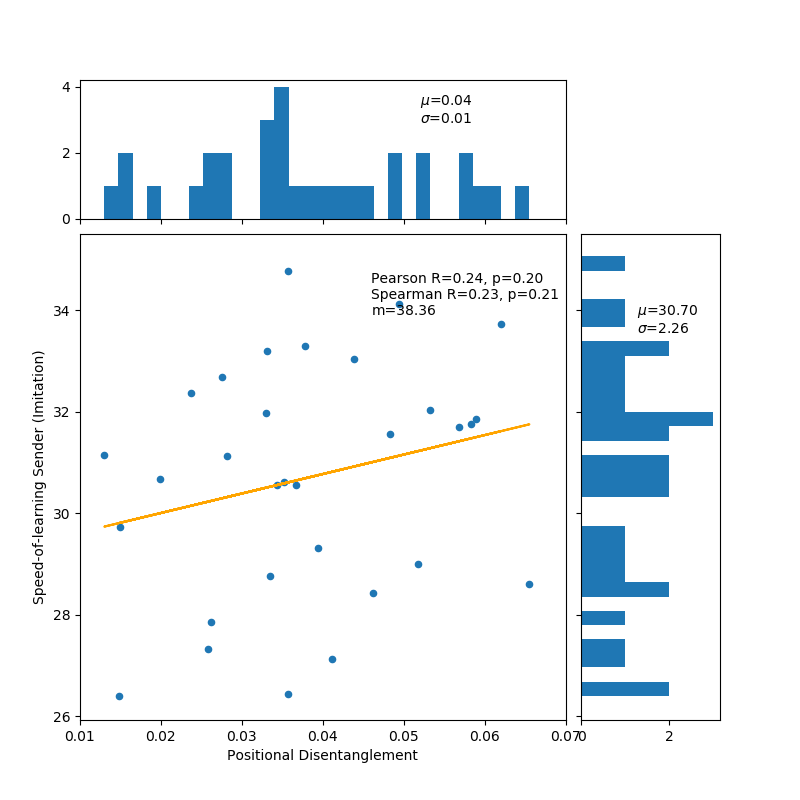 4
2
0
μ=0.04
σ=0.01
Pearson R=0.24, p=0.20
Spearman R=0.23, p=0.21
m=38.36
μ=30.70
σ=2.26
34
32
30
28
26
Speed-of-learning Sender (Imitation)
0.01 0.02 0.03 0.04 0.05 0.06 0.07
0 2
Positional Disentanglement